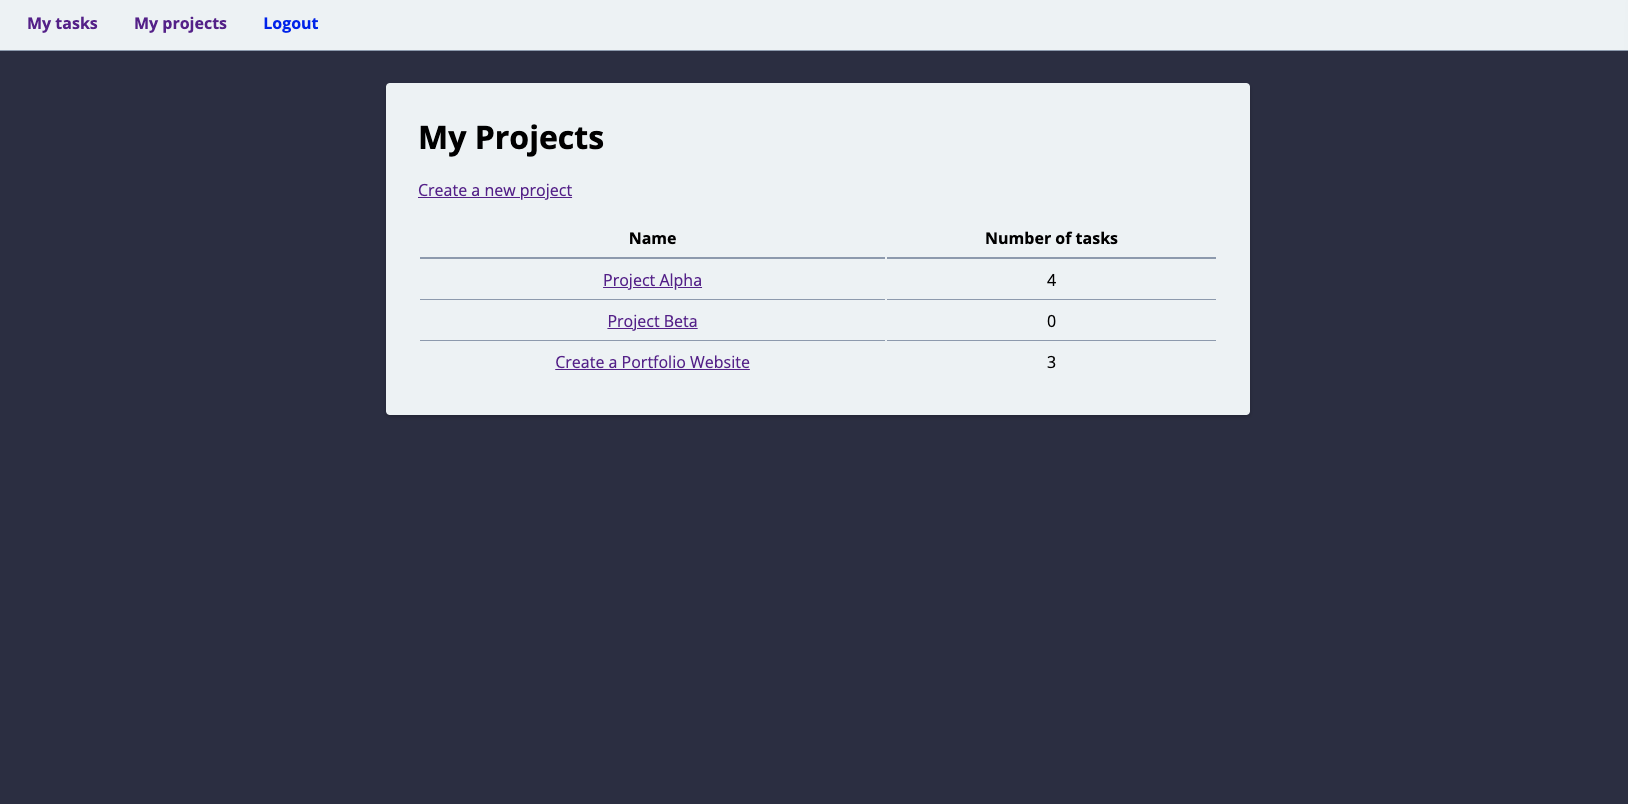 My tasks My projects Logout
My Projects
Create a new project
Name Number of tasks
Project Alpha 4
Project Beta 0
Create a Portfolio Website 3